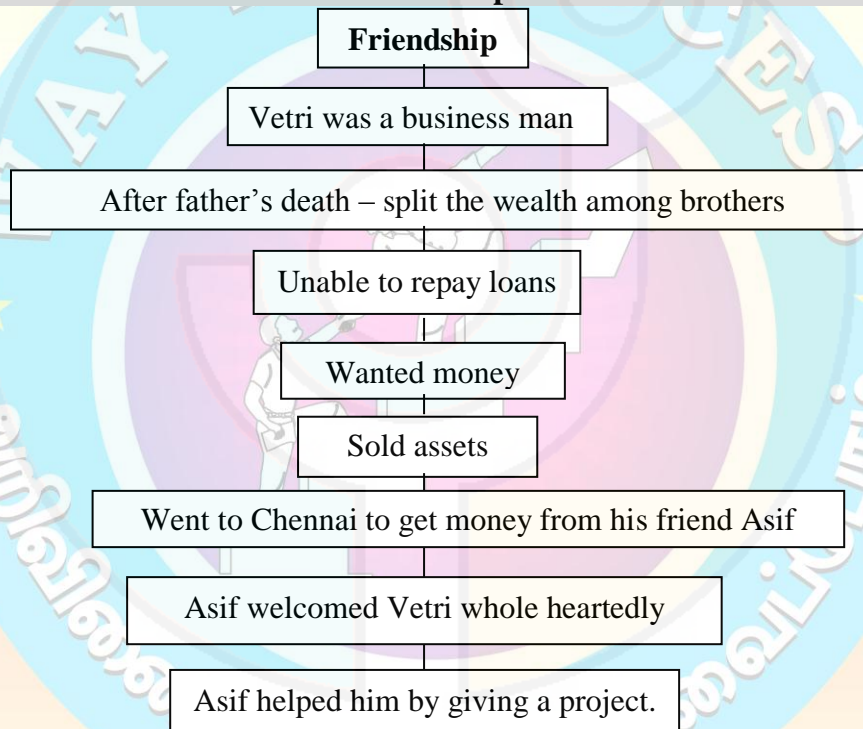 Friendship
Vetri was a business man
After father’s death – split the wealth among brothers
Unable to repay loans
Wanted money
Sold assets
Went to Chennai to get money from his friend Asif
Asif welcomed Vetri whole heartedly
Asif helped him by giving a project.